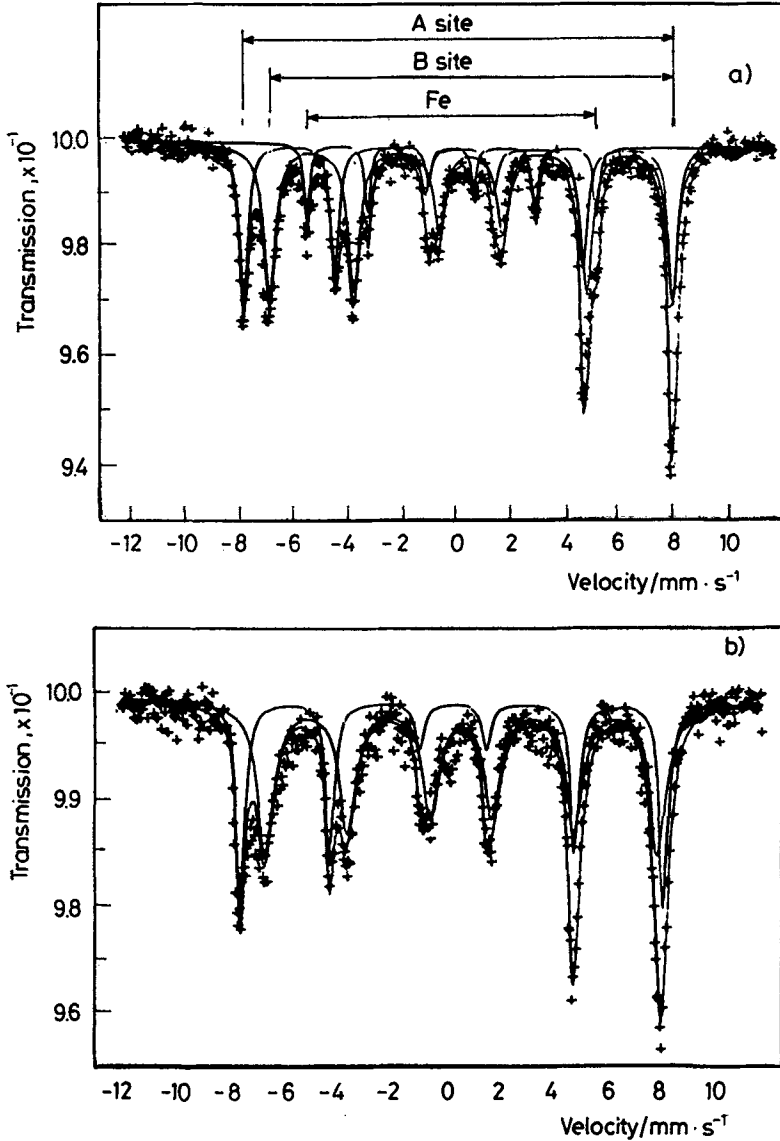 A site
B site
a)
Fe
10.0
9.8
9.6
9.4
Transmission, x10⁻¹
-12 -10 -8 -6 -4 -2 0 2 4 6 8 10
Velocity/mm · s⁻¹
b)
10.0
9.9
9.8
9.6
Transmission, x10⁻¹
-12 -10 -8 -6 -4 -2 0 2 4 6 8 10
Velocity/mm · s⁻¹